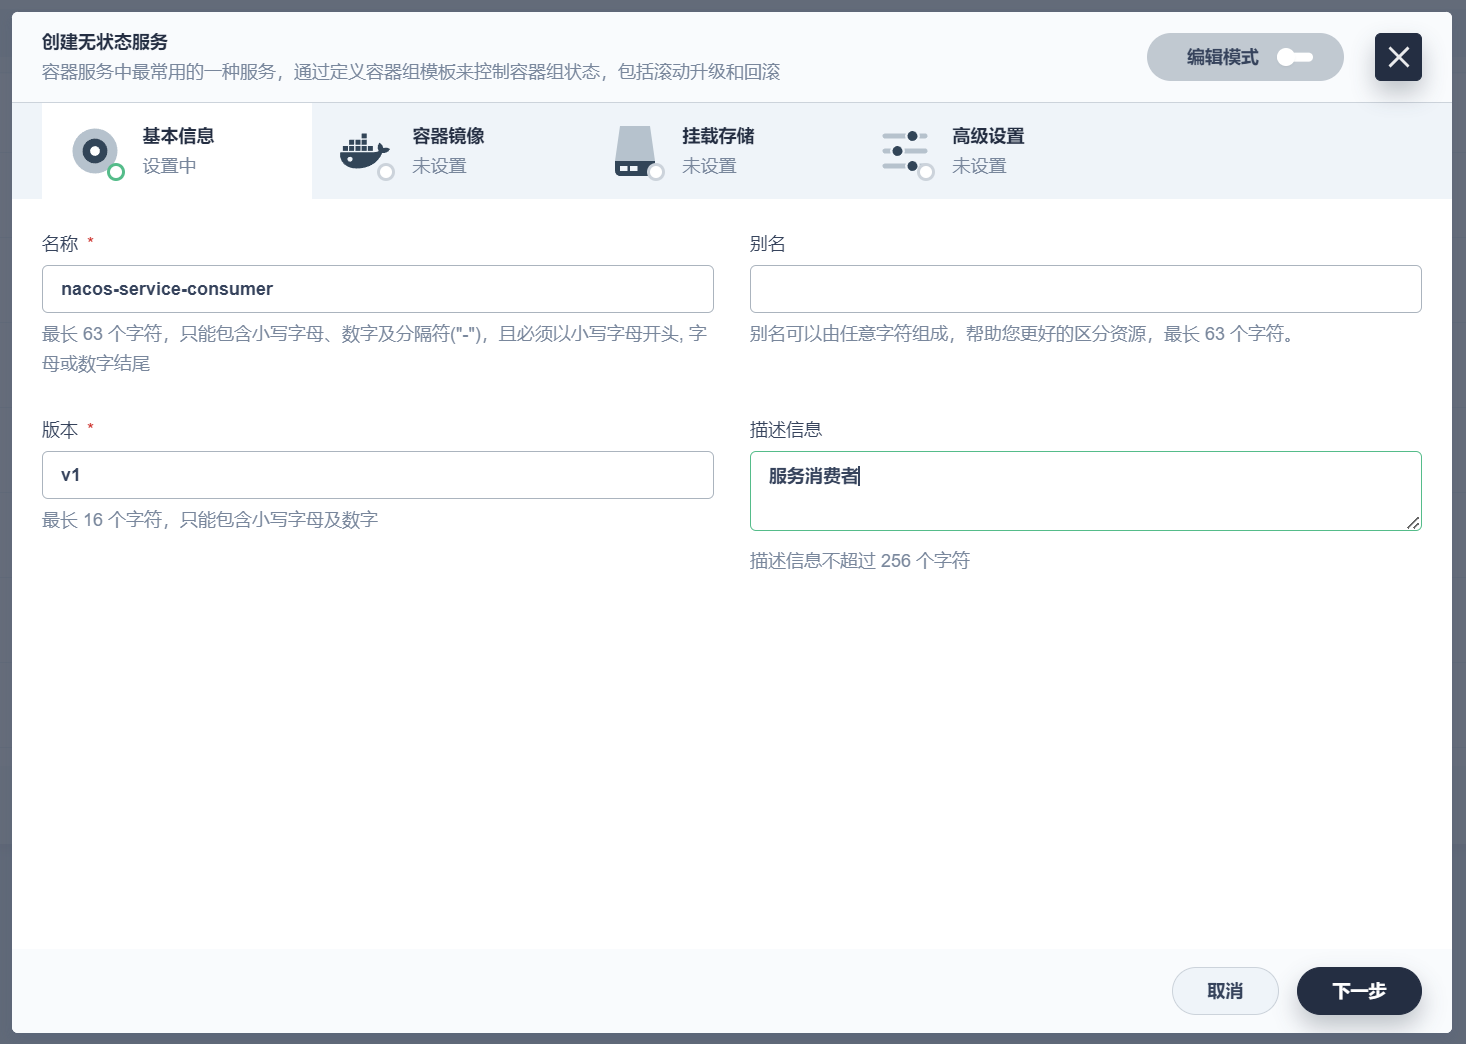 创建无状态服务
容器服务中最常用的一种服务，通过定义容器组模板来控制容器组状态，包括滚动升级和回滚
编辑模式
基本信息
设置中
容器镜像
未设置
挂载存储
未设置
高级设置
未设置
名称 *
nacos-service-consumer
最长 63 个字符，只能包含小写字母、数字及分隔符("-")，且必须以小写字母开头, 字
母或数字结尾
别名
别名可以由任意字符组成，帮助您更好的区分资源，最长 63 个字符。
版本 *
v1
最长 16 个字符，只能包含小写字母及数字
描述信息
服务消费者
描述信息不超过 256 个字符
取消
下一步